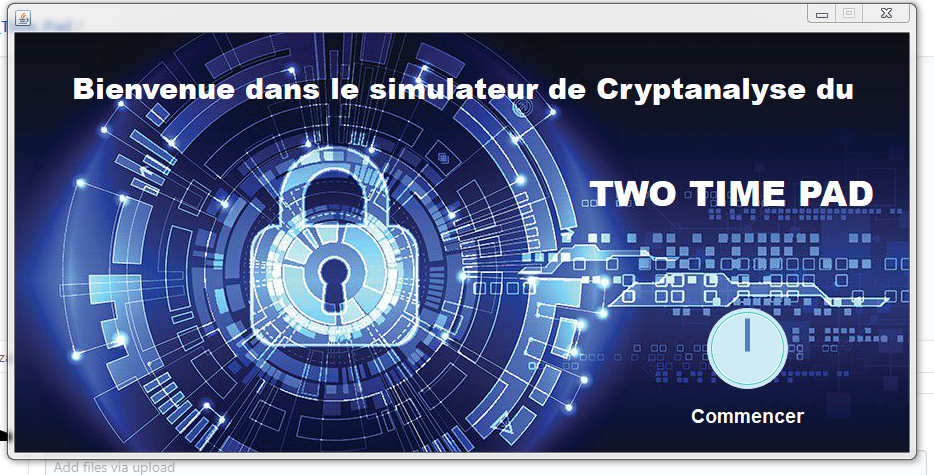 Bienvenue dans le simulateur de Cryptanalyse du
TWO TIME PAD
Commencer
Add files via upload